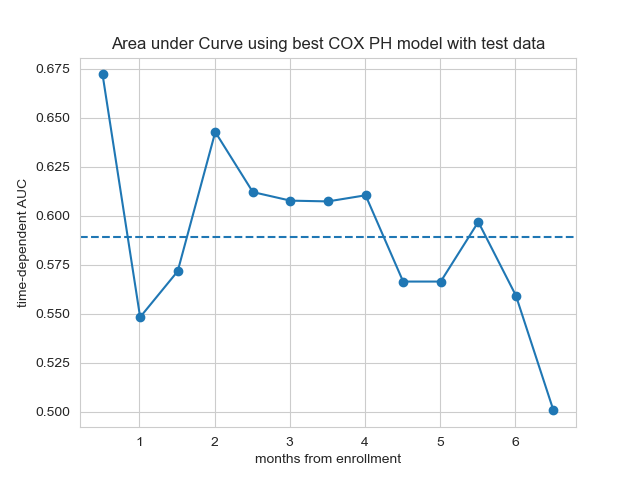 Area under Curve using best COX PH model with test data
0.675
0.650
0.625
0.600
0.575
0.550
0.525
0.500
time-dependent AUC
1 2 3 4 5 6
months from enrollment